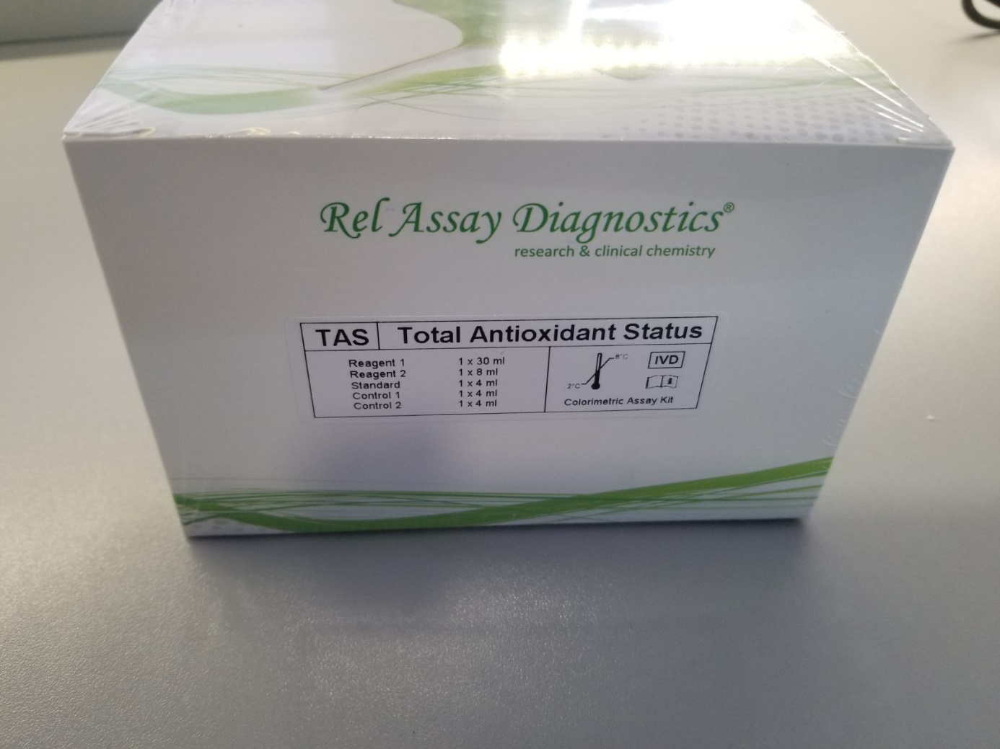 Rel Assay Diagnostics®
research & clinical chemistry
TAS Total Antioxidant Status
Reagent 1 1 x 30 ml
Reagent 2 1 x 8 ml
Standard 1 x 4 ml
Control 1 1 x 4 ml
Control 2 1 x 4 ml
8°C
IVD
2°C
i
Colorimetric Assay Kit